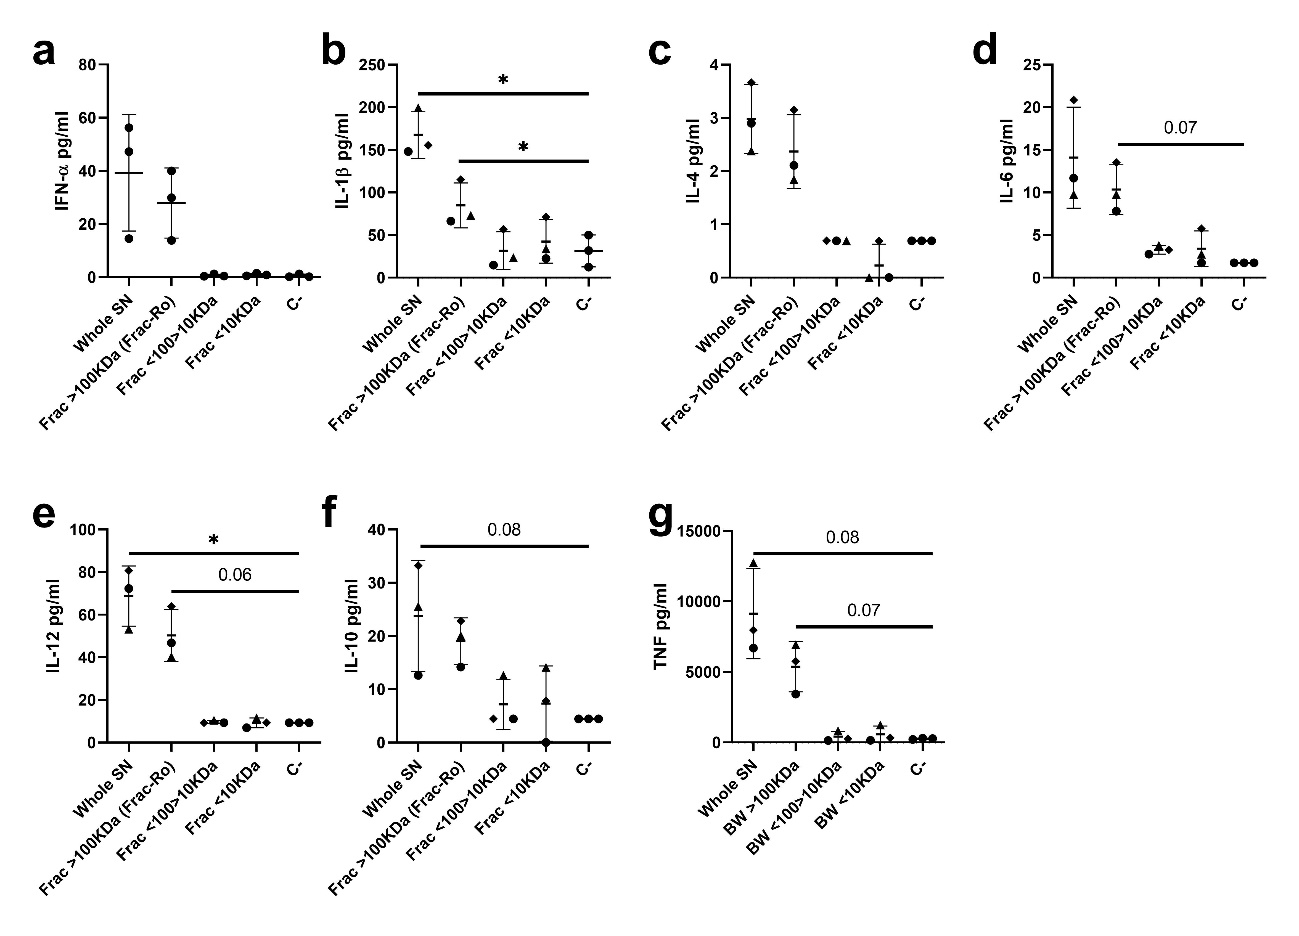 a
80
60
40
20
0
IFN-α pg/ml
Whole SN
Frac >100KDa (Frac-Ro)
Frac <100>10KDa
Frac <10KDa
C-
b
250
200
150
100
50
0
IL-1β pg/ml
*
*
Whole SN
Frac >100KDa (Frac-Ro)
Frac <100>10KDa
Frac <10KDa
C-
c
4
3
2
1
0
IL-4 pg/ml
Whole SN
Frac >100KDa (Frac-Ro)
Frac <100>10KDa
Frac <10KDa
C-
d
25
20
15
10
5
0
IL-6 pg/ml
0.07
Whole SN
Frac >100KDa (Frac-Ro)
Frac <100>10KDa
Frac <10KDa
C-
e
100
80
60
40
20
0
IL-12 pg/ml
*
0.06
Whole SN
Frac >100KDa (Frac-Ro)
Frac <100>10KDa
Frac <10KDa
C-
f
40
30
20
10
0
IL-10 pg/ml
0.08
Whole SN
Frac >100KDa (Frac-Ro)
Frac <100>10KDa
Frac <10KDa
C-
g
15000
10000
5000
0
TNF pg/ml
0.08
0.07
Whole SN
BW >100KDa
BW <100>10KDa
BW <10KDa
C-